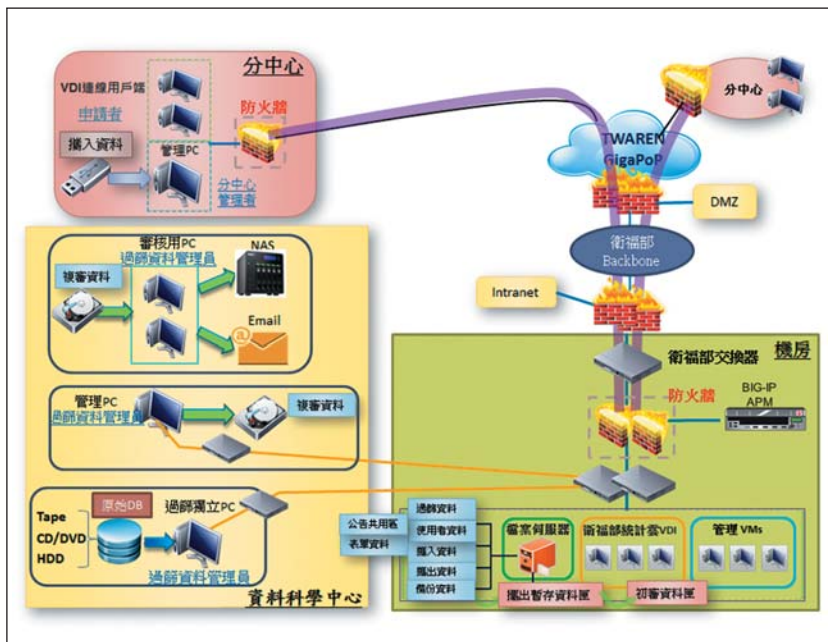 分中心
VDI連線用戶端
申請者
攜入資料
管理PC
防火牆
分中心
管理者
分中心
TWAREN
GigaPoP
DMZ
衛福部
Backbone
Intranet
審核用PC
過篩資料管理員
NAS
複審資料
Email
@
管理PC
過篩資料管理員
複審資料
原始DB
過篩獨立PC
Tape
CD/DVD
HDD
過篩資料管理員
資料科學中心
機房
衛福部交換器
防火牆
BIG-IP
APM
過篩資料
公告共用區
使用者資料
表單資料
攜入資料
攜出資料
備份資料
檔案伺服器
衛福部統計雲VDI
管理 VMs
攜出暫存資料匣
初審資料匣